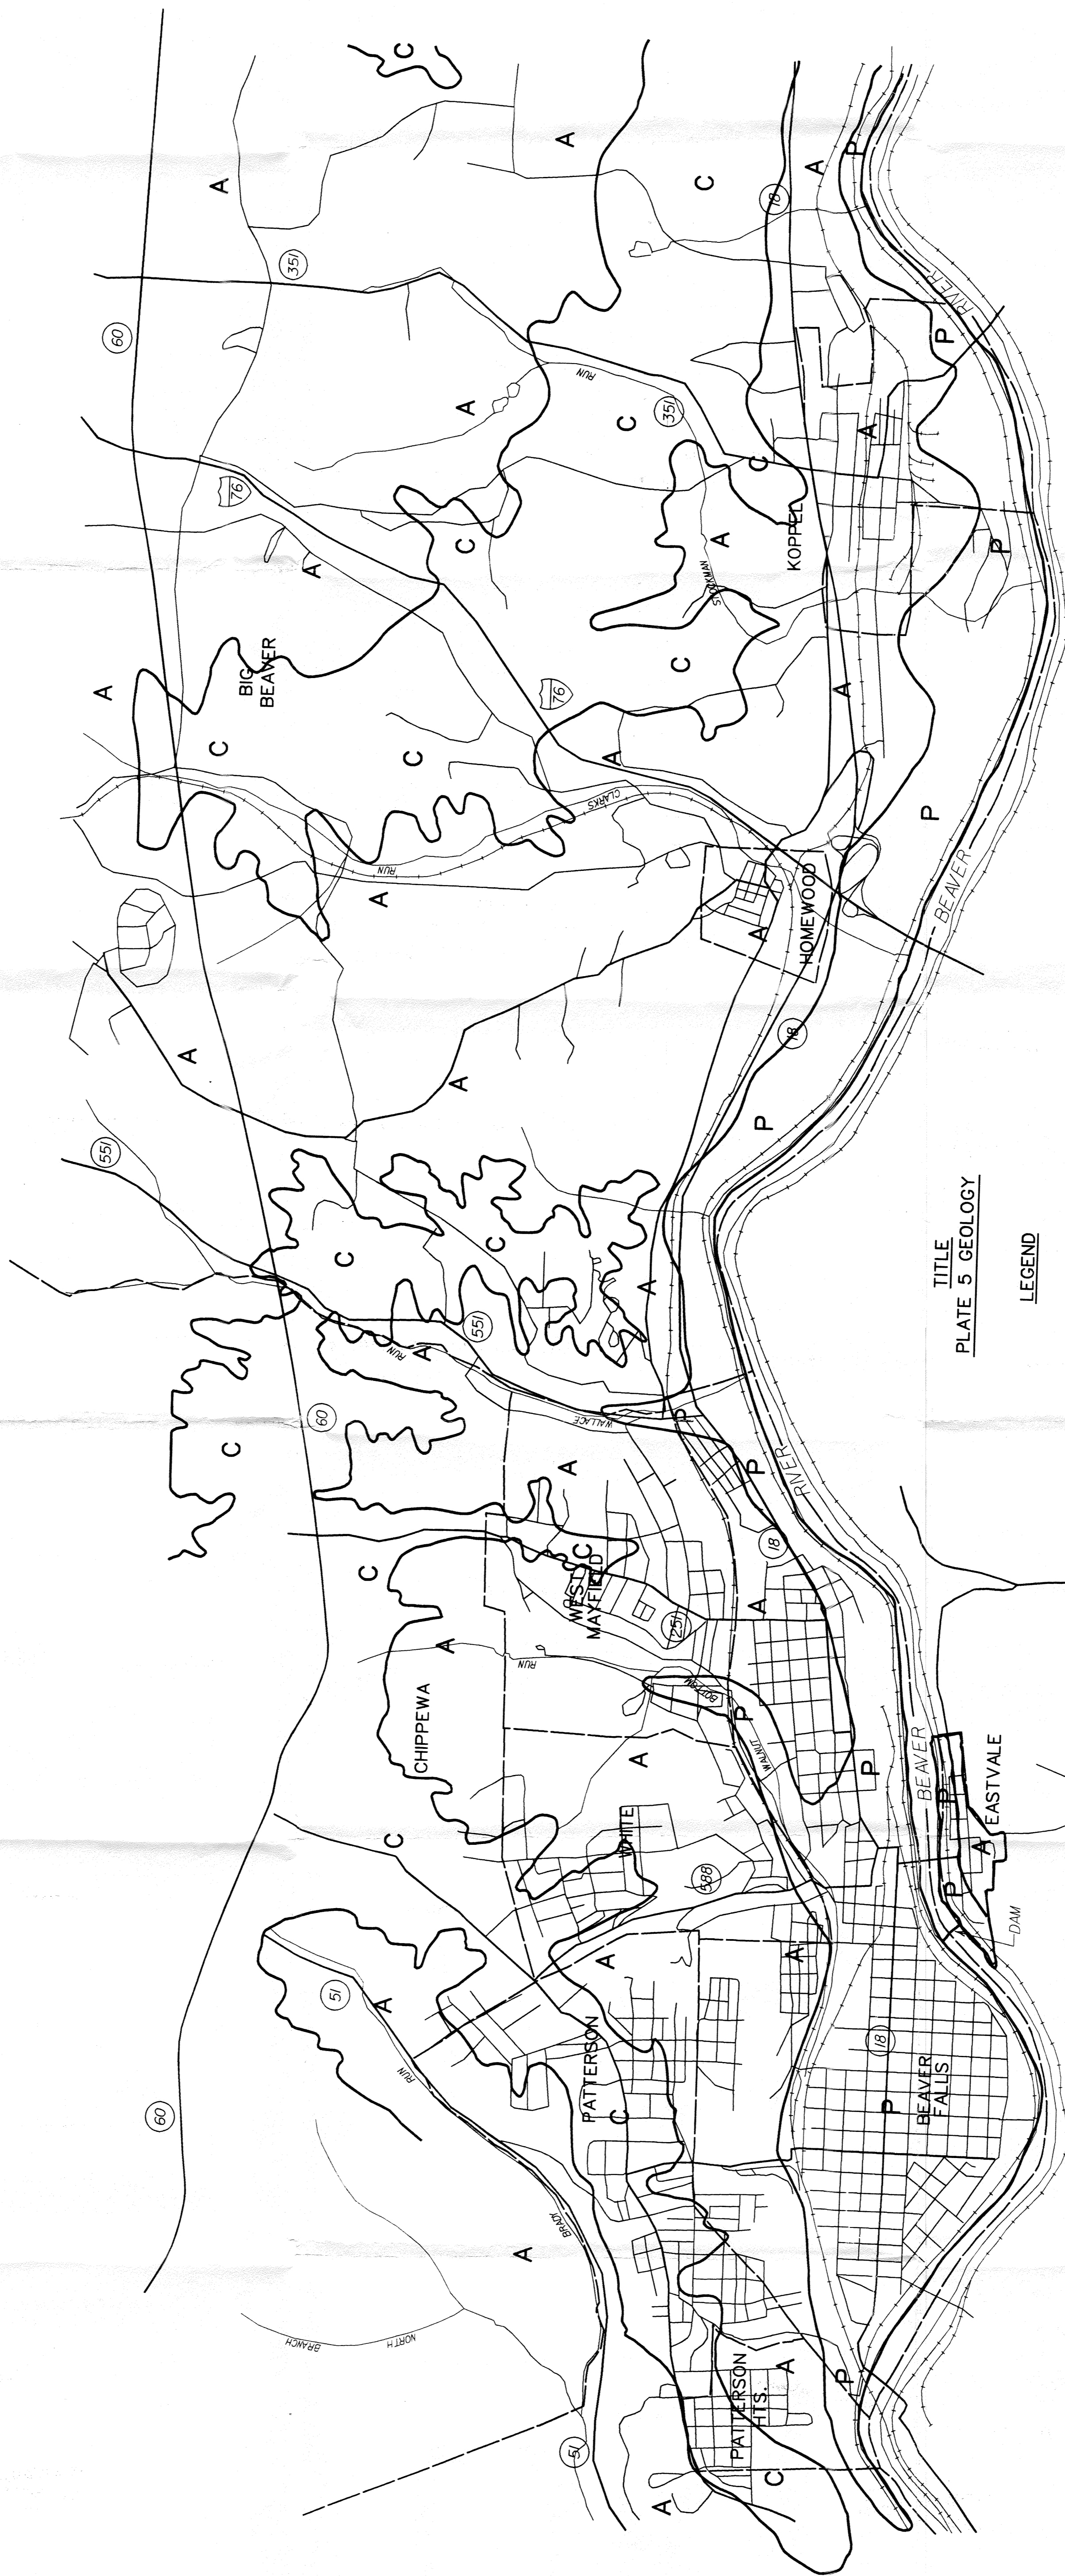 C
A
A
C
A
P
18
351
60
RIVER
P
A
RUN
351
C
A
C
76
C
KOPPEL
A
P
A
STOCKMAN
BIG
BEAVER
A
C
C
76
C
A
A
CLARKS
RUN
P
BEAVER
A
A
HOMEWOOD
18
A
A
P
551
C
C
A
TITLE
PLATE 5 GEOLOGY
LEGEND
551
RUN
A
60
C
WALLACE
P
A
P
RIVER
18
C
C
WEST
MAYFIELD
A
251
A
RUN
BOTTOM
WALNUT
P
CHIPPEWA
A
P
BEAVER
P
EASTVALE
A
P
DAM
WHITE
C
588
A
A
51
A
RUN
60
PATTERSON
C
18
BEAVER
FALLS
P
BRADY
A
NORTH
BRANCH
51
PATTERSON
HTS.
A
P
C
A